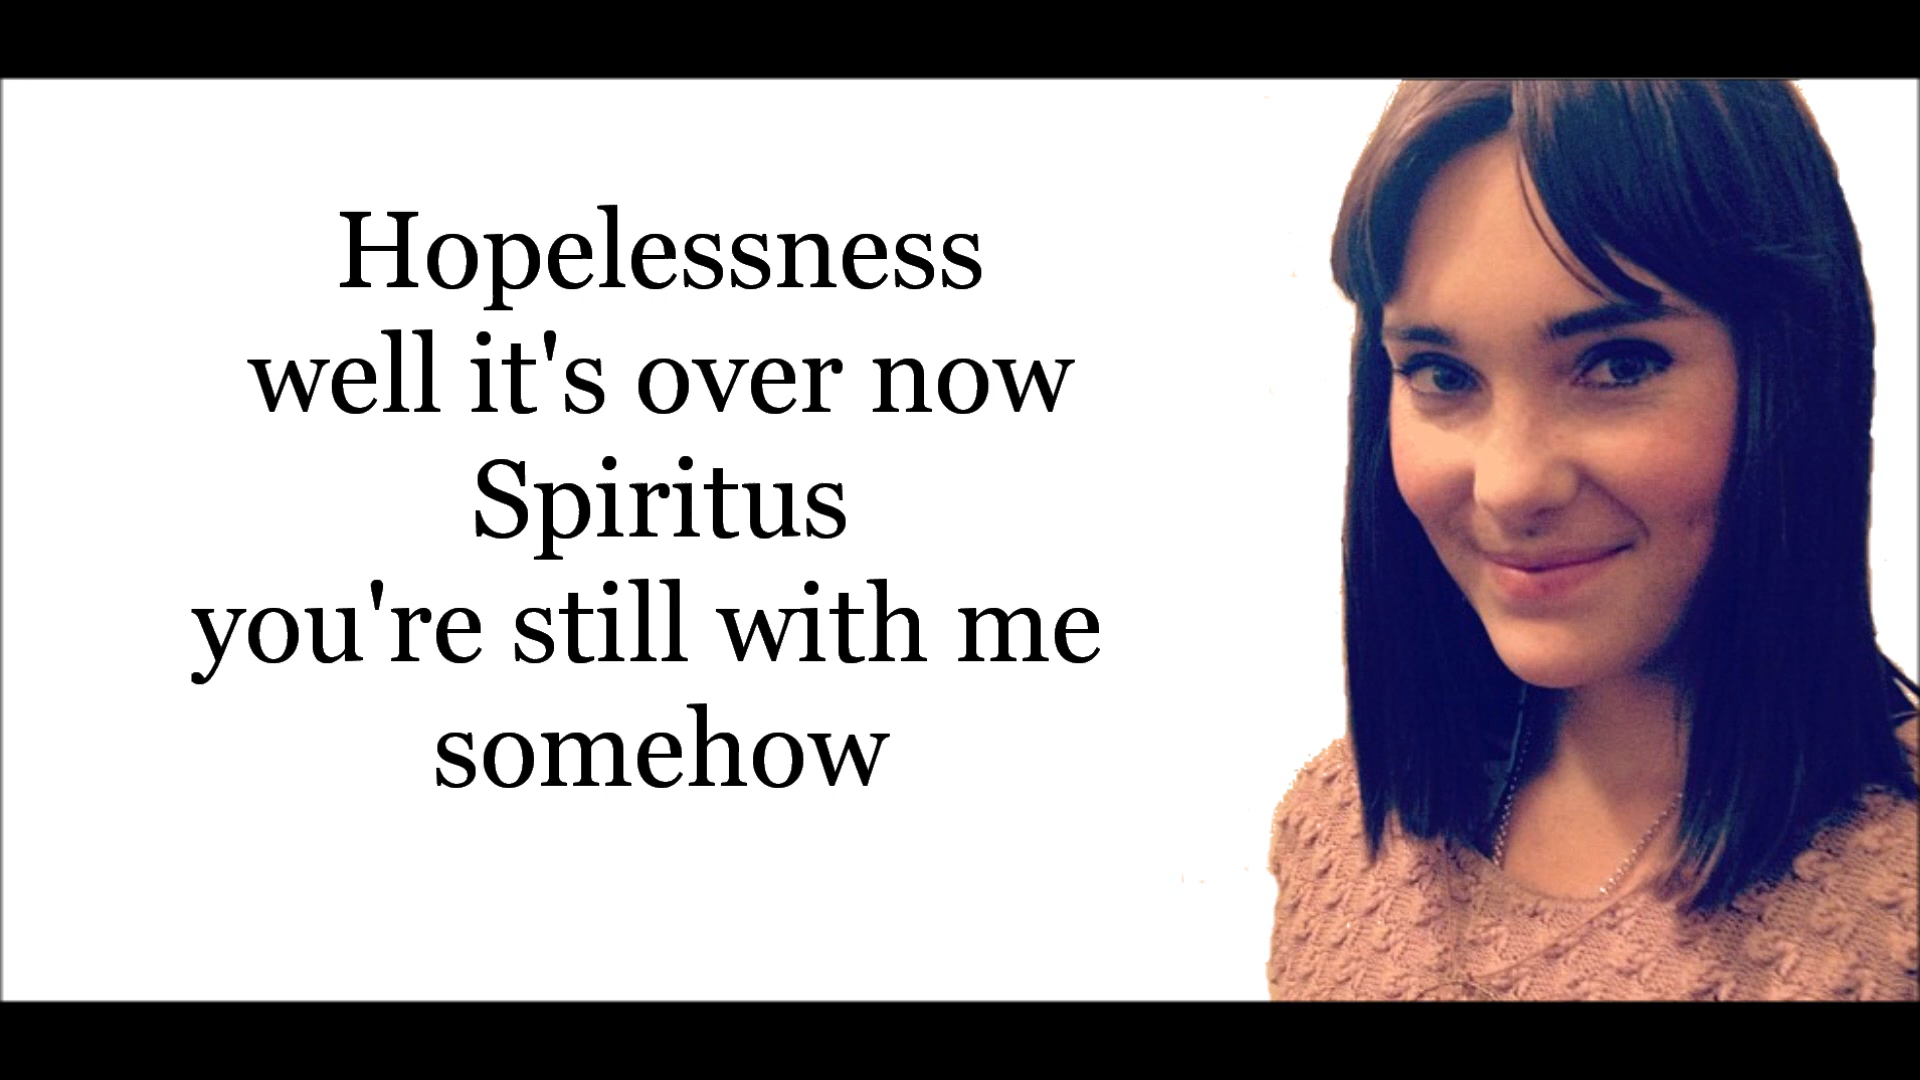 Hopelessness
well it's over now
Spiritus
you're still with me
somehow